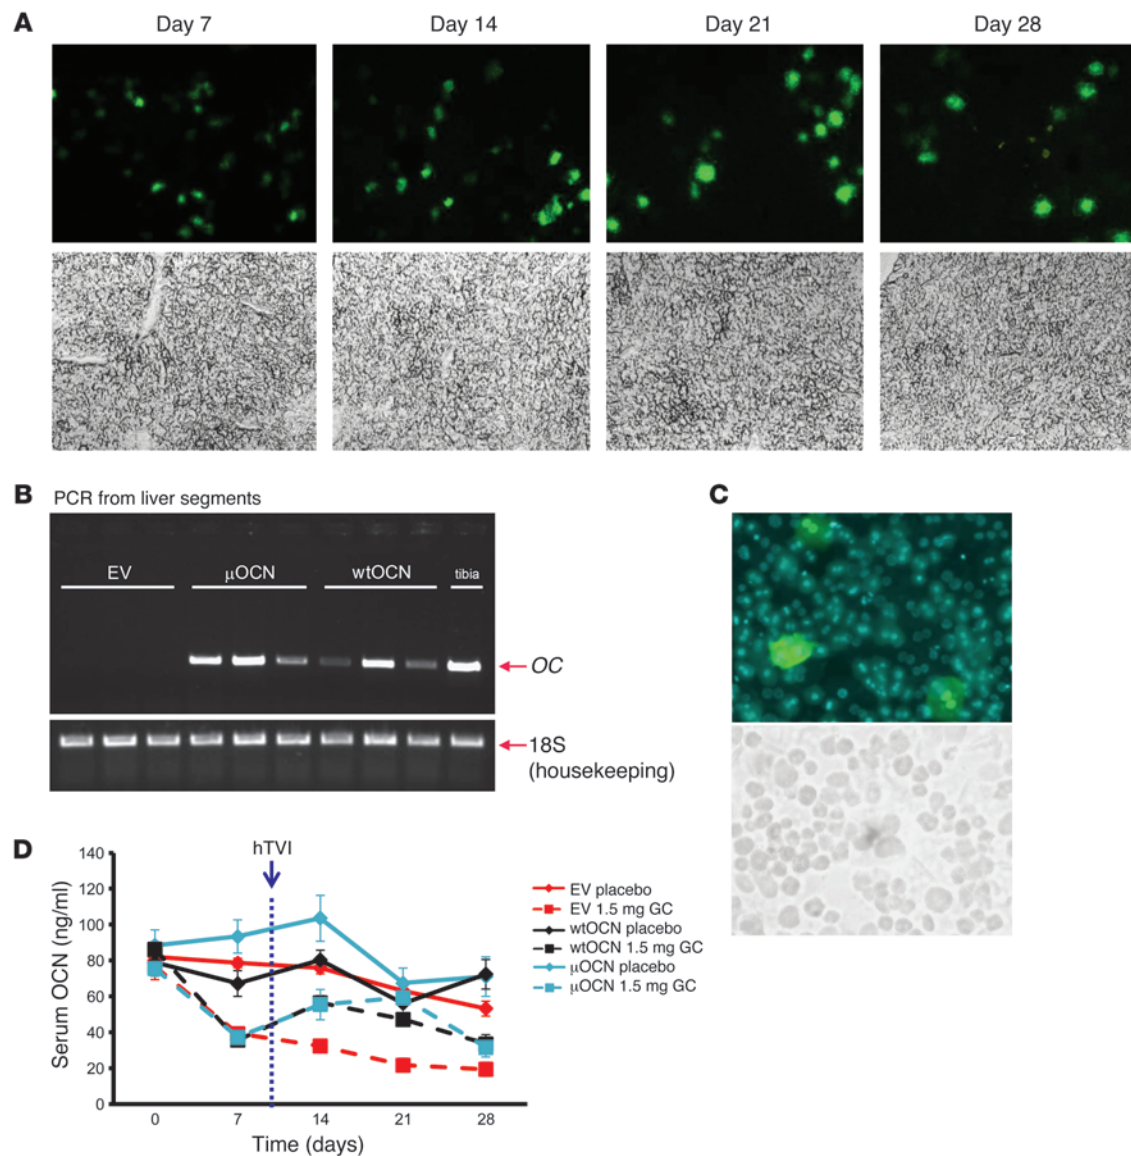 A
Day 7 Day 14 Day 21 Day 28
B
PCR from liver segments
EV μOCN wtOCN tibia
OC
18S
(housekeeping)
C
D
hTVI
Serum OCN (ng/ml)
140
120
100
80
60
40
20
0
0 7 14 21 28
Time (days)
EV placebo
EV 1.5 mg GC
wtOCN placebo
wtOCN 1.5 mg GC
μOCN placebo
μOCN 1.5 mg GC